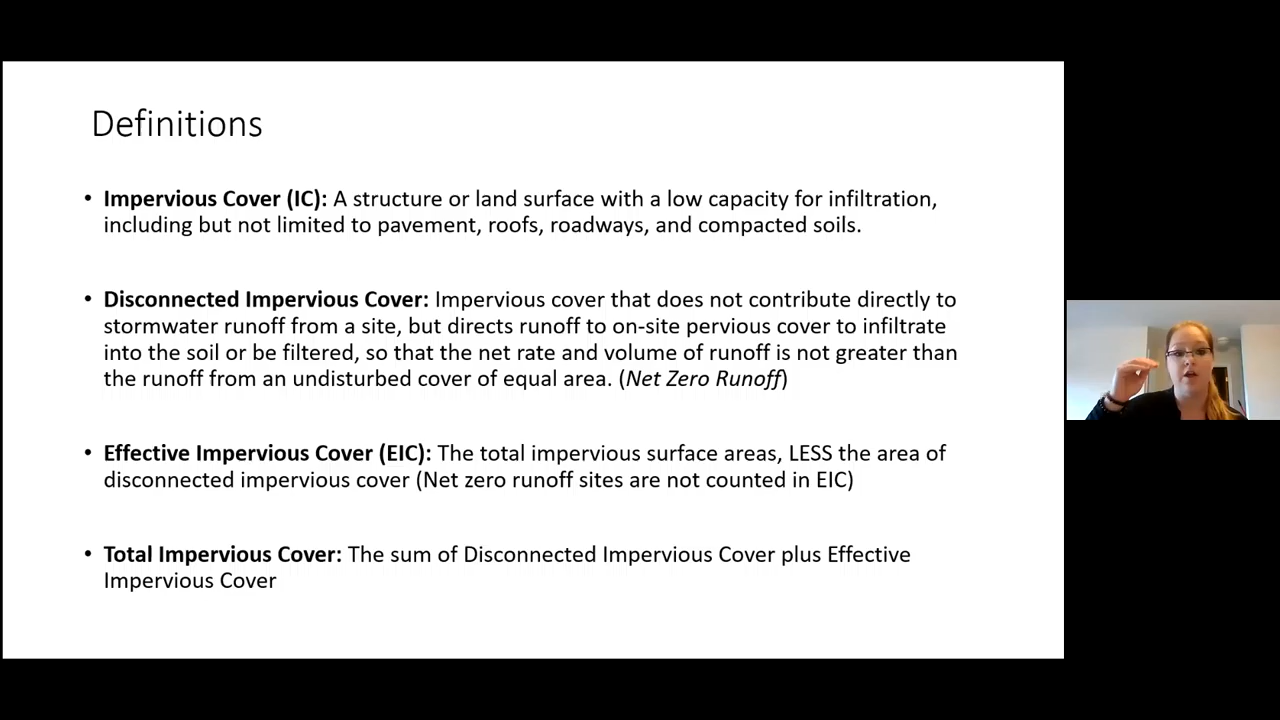 Definitions
• Impervious Cover (IC): A structure or land surface with a low capacity for infiltration,
including but not limited to pavement, roofs, roadways, and compacted soils.
• Disconnected Impervious Cover: Impervious cover that does not contribute directly to
stormwater runoff from a site, but directs runoff to on-site pervious cover to infiltrate
into the soil or be filtered, so that the net rate and volume of runoff is not greater than
the runoff from an undisturbed cover of equal area. (Net Zero Runoff)
• Effective Impervious Cover (EIC): The total impervious surface areas, LESS the area of
disconnected impervious cover (Net zero runoff sites are not counted in EIC)
• Total Impervious Cover: The sum of Disconnected Impervious Cover plus Effective
Impervious Cover